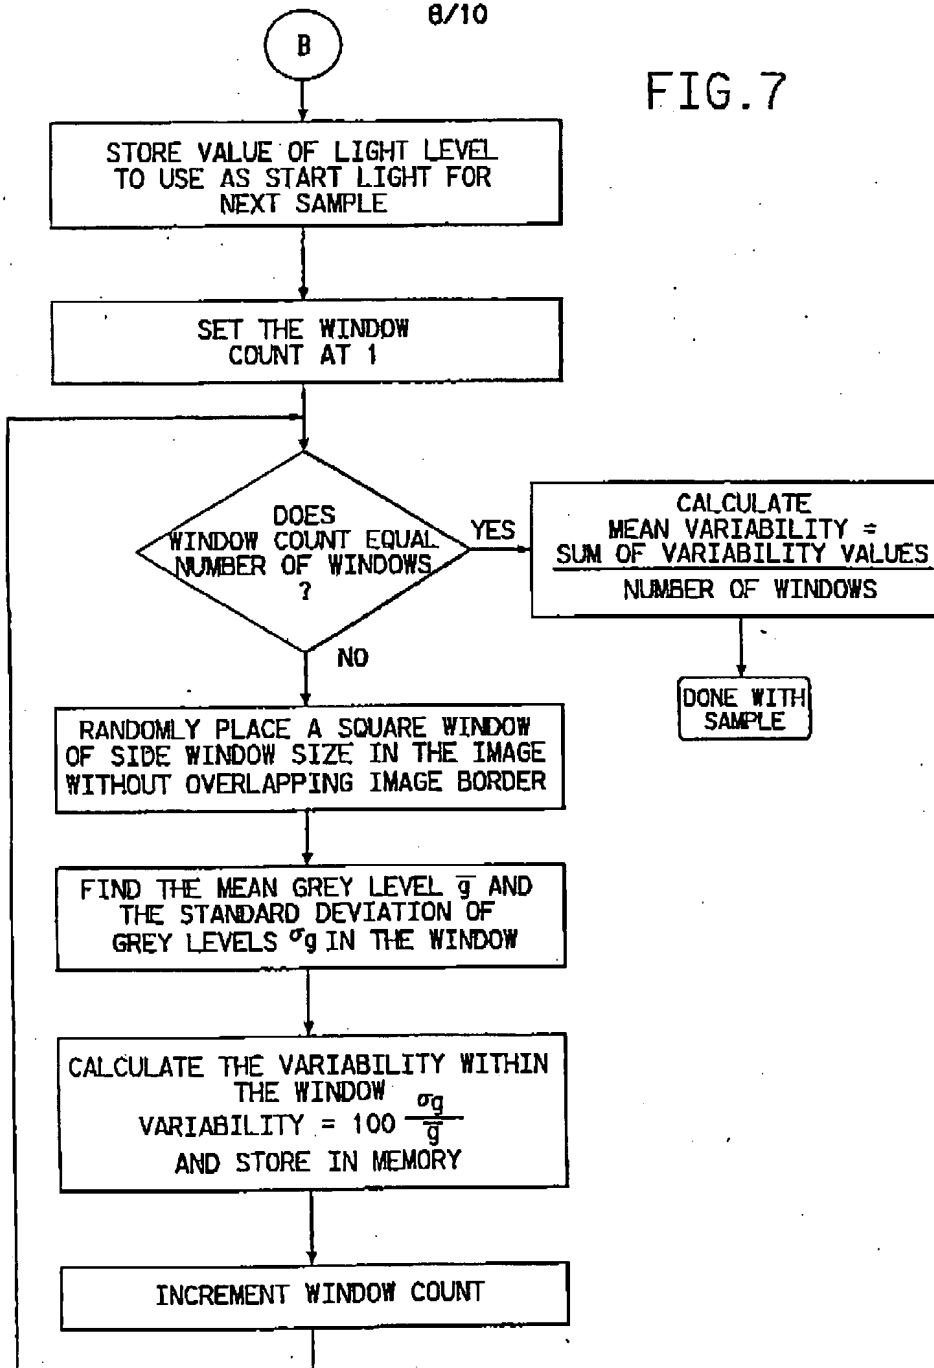 8/10
B
FIG.7
STORE VALUE OF LIGHT LEVEL
TO USE AS START LIGHT FOR
NEXT SAMPLE
SET THE WINDOW
COUNT AT 1
DOES
WINDOW COUNT EQUAL
NUMBER OF WINDOWS
?
YES
CALCULATE
MEAN VARIABILITY =
SUM OF VARIABILITY VALUES
NUMBER OF WINDOWS
DONE WITH
SAMPLE
NO
RANDOMLY PLACE A SQUARE WINDOW
OF SIDE WINDOW SIZE IN THE IMAGE
WITHOUT OVERLAPPING IMAGE BORDER
FIND THE MEAN GREY LEVEL g̅ AND
THE STANDARD DEVIATION OF
GREY LEVELS σg IN THE WINDOW
CALCULATE THE VARIABILITY WITHIN
THE WINDOW
VARIABILITY = 100 σg/g̅
AND STORE IN MEMORY
INCREMENT WINDOW COUNT